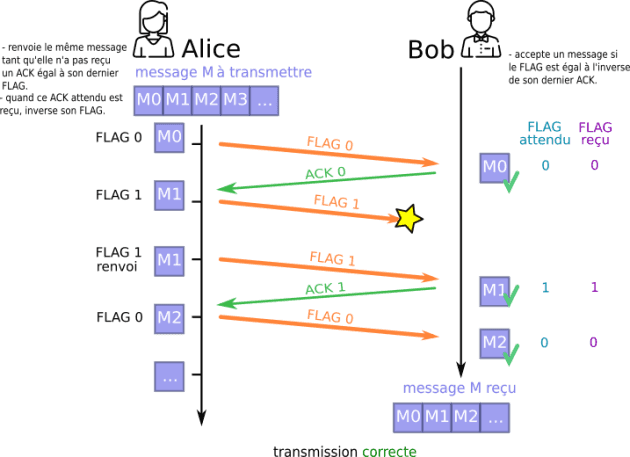 Alice
Bob
- renvoie le même message
tant qu'elle n'a pas reçu
un ACK égal à son dernier
FLAG.
- quand ce ACK attendu est
reçu, inverse son FLAG.
- accepte un message si
le FLAG est égal à l'inverse
de son dernier ACK.
message M à transmettre
M0 M1 M2 M3 ...
FLAG attendu
FLAG reçu
FLAG 0 M0
FLAG 0
M0 0 0
ACK 0
FLAG 1 M1
FLAG 1
FLAG 1
renvoi
M1
FLAG 1
ACK 1
M1 1 1
FLAG 0 M2
FLAG 0
M2 0 0
...
message M reçu
M0 M1 M2 ...
transmission correcte